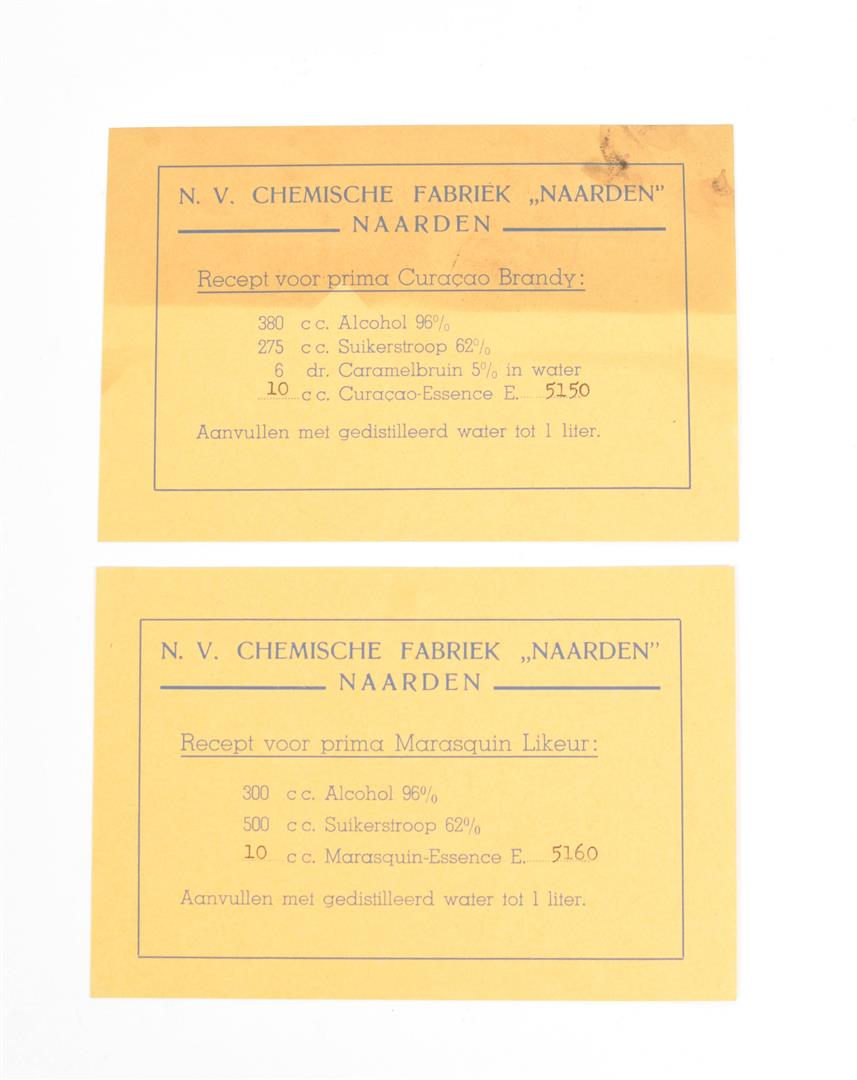 N. V. CHEMISCHE FABRIEK „NAARDEN”
NAARDEN
Recept voor prima Curaçao Brandy:
380 c c. Alcohol 96%
275 c c. Suikerstroop 62%
6 dr. Caramelbruin 5% in water
10 c c. Curaçao-Essence E. 5150
Aanvullen met gedistilleerd water tot 1 liter.
N. V. CHEMISCHE FABRIEK „NAARDEN”
NAARDEN
Recept voor prima Marasquin Likeur:
300 c c. Alcohol 96%
500 c c. Suikerstroop 62%
10 c c. Marasquin-Essence E. 5160
Aanvullen met gedistilleerd water tot 1 liter.